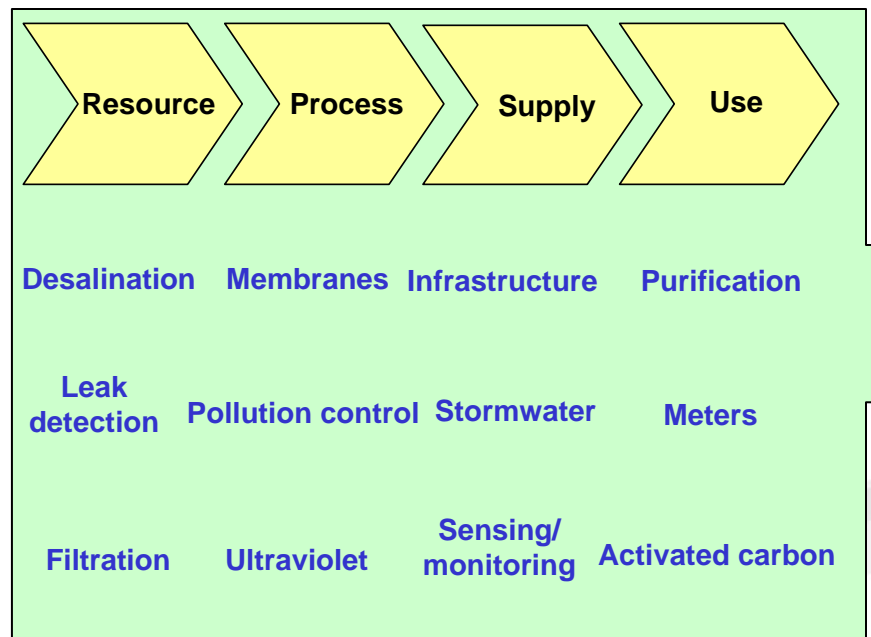 Resource Process Supply Use
Desalination Membranes Infrastructure Purification
Leak
detection Pollution control Stormwater Meters
Filtration Ultraviolet Sensing/
monitoring Activated carbon